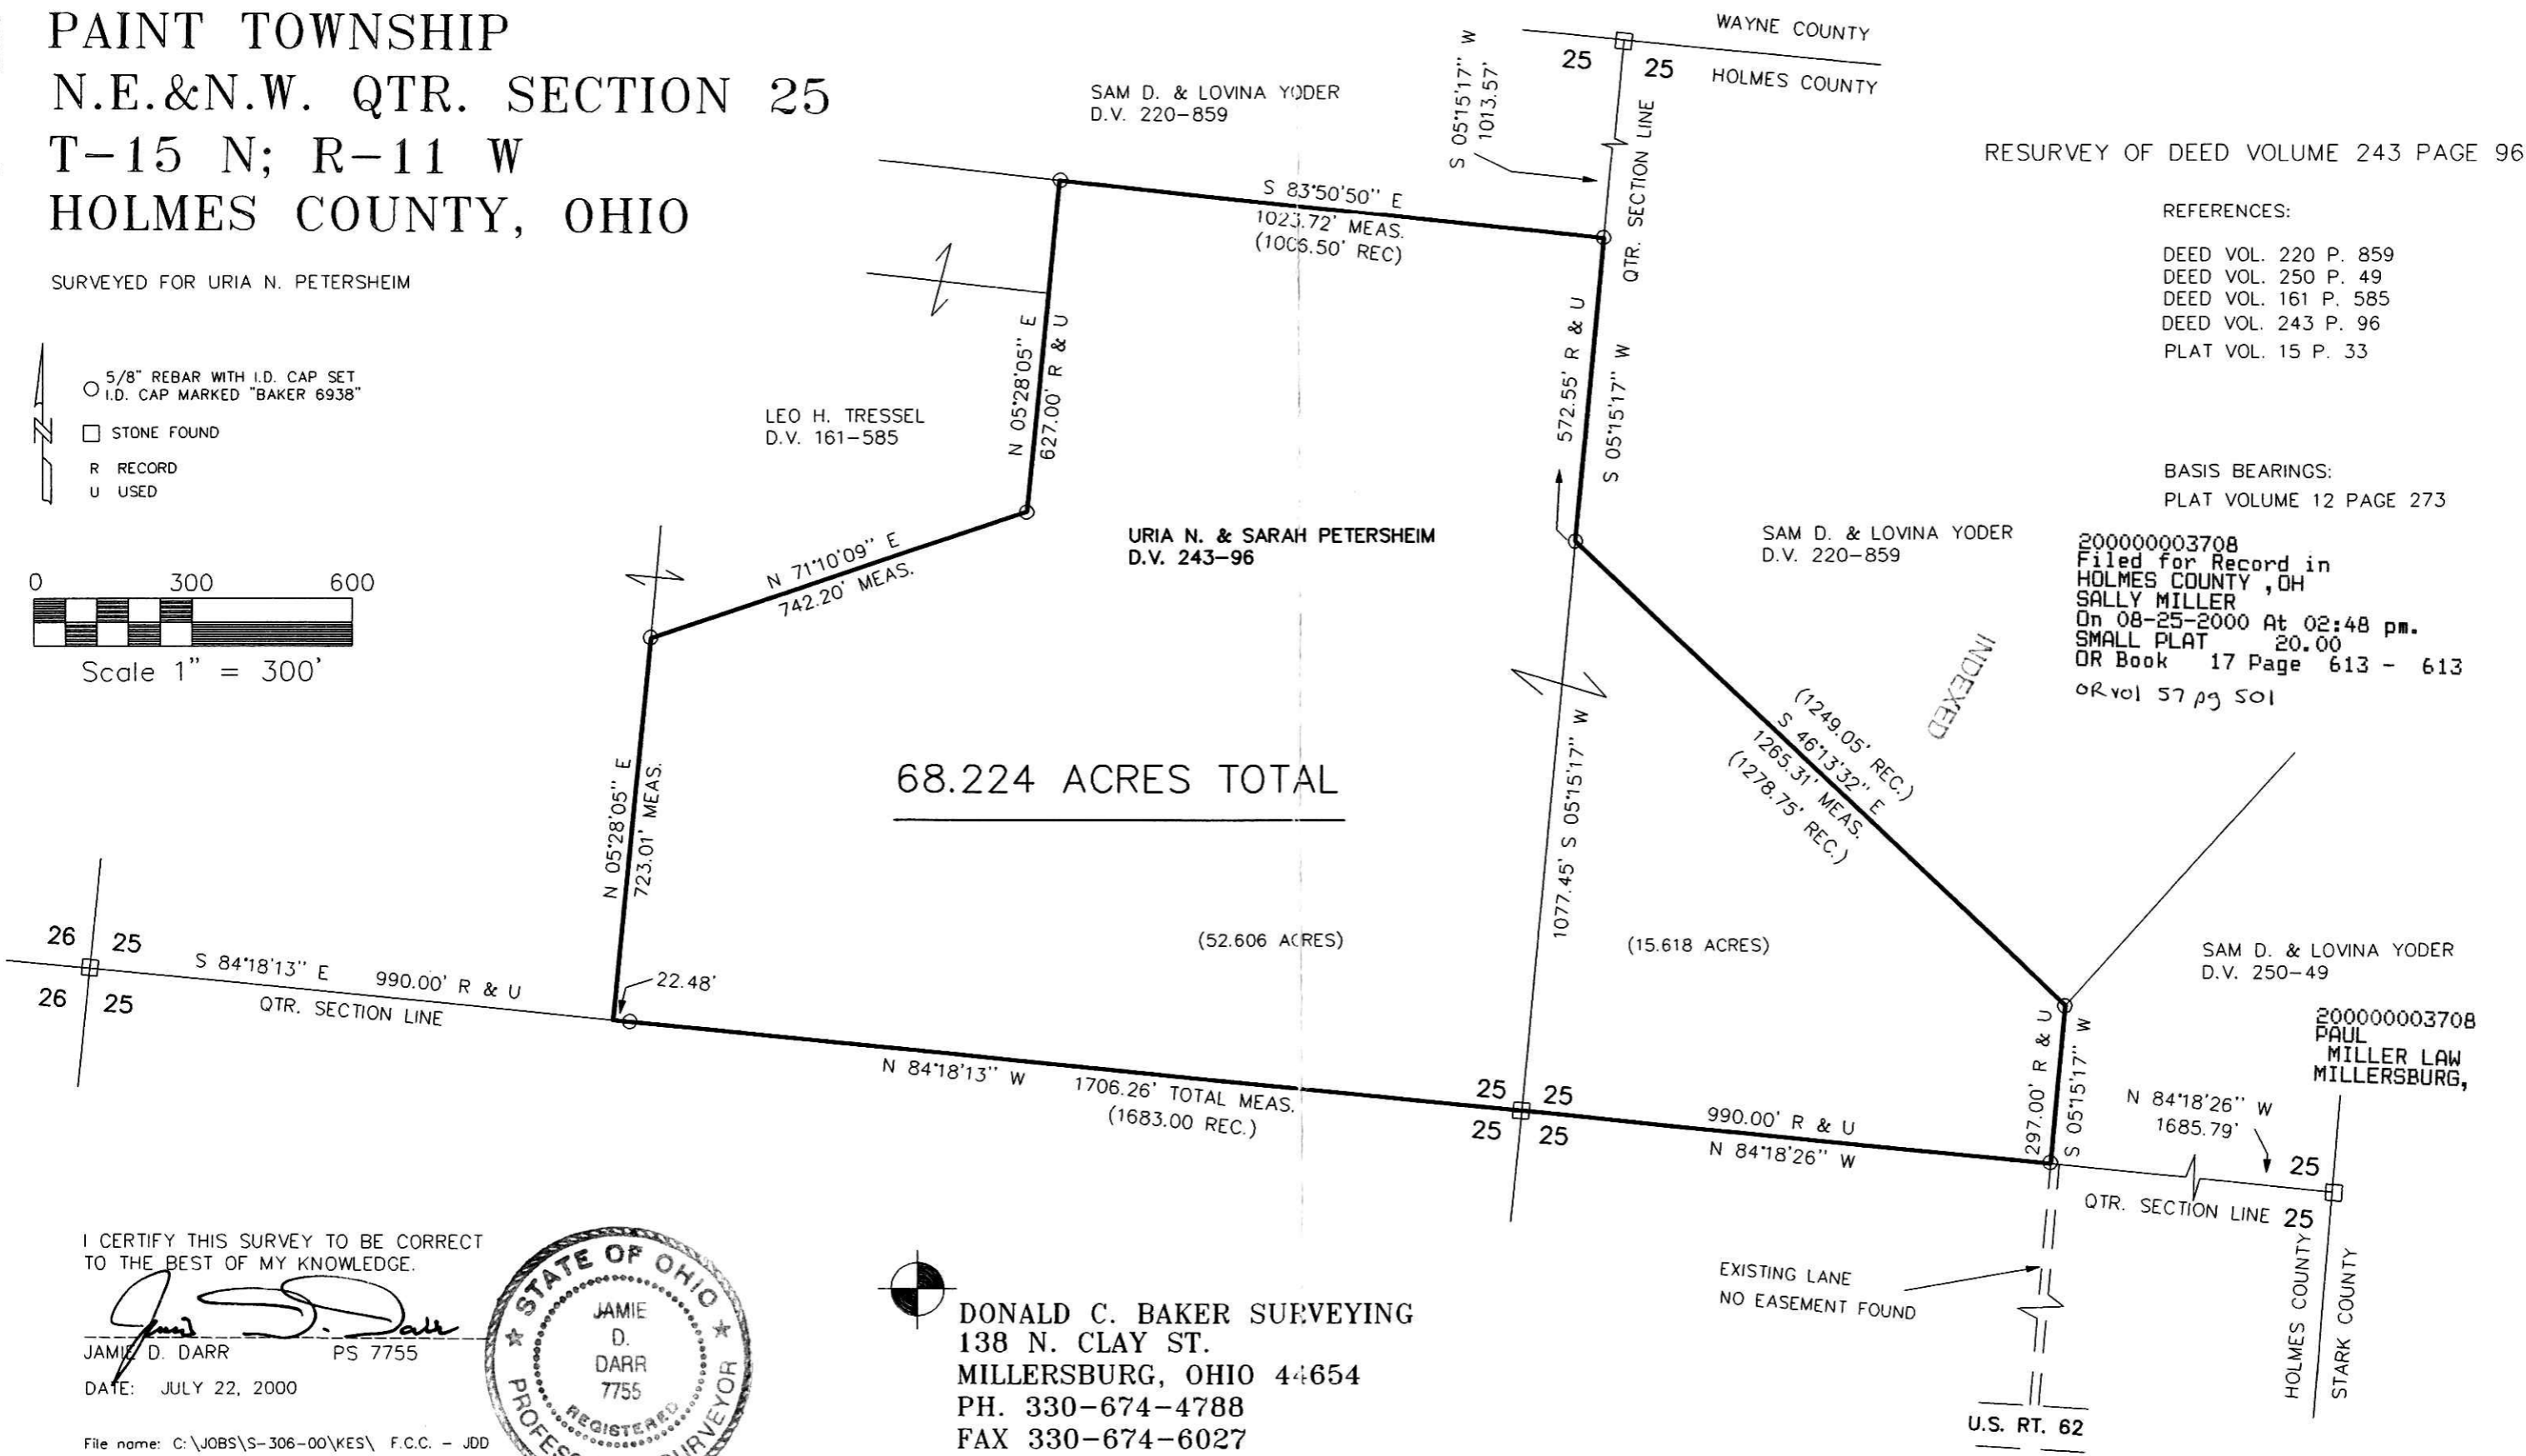 PAINT TOWNSHIP
N.E.&N.W. QTR. SECTION 25
T-15 N; R-11 W
HOLMES COUNTY, OHIO
SURVEYED FOR URIA N. PETERSHEIM
N
5/8" REBAR WITH I.D. CAP SET
I.D. CAP MARKED "BAKER 6938"
STONE FOUND
R RECORD
U USED
0 300 600
Scale 1" = 300'
SAM D. & LOVINA YODER
D.V. 220-859
S 05°15'17" W
1013.57'
WAYNE COUNTY
25 25
HOLMES COUNTY
QTR. SECTION LINE
S 83°50'50" E
1023.72' MEAS.
(1006.50' REC)
RESURVEY OF DEED VOLUME 243 PAGE 96
REFERENCES:
DEED VOL. 220 P. 859
DEED VOL. 250 P. 49
DEED VOL. 161 P. 585
DEED VOL. 243 P. 96
PLAT VOL. 15 P. 33
BASIS BEARINGS:
PLAT VOLUME 12 PAGE 273
N 05°28'05" E
627.00' R & U
572.55' R & U
S 05°15'17" W
LEO H. TRESSEL
D.V. 161-585
URIA N. & SARAH PETERSHEIM
D.V. 243-96
SAM D. & LOVINA YODER
D.V. 220-859
200000003708
Filed for Record in
HOLMES COUNTY ,OH
SALLY MILLER
On 08-25-2000 At 02:48 pm.
SMALL PLAT 20.00
OR Book 17 Page 613 - 613
OR vol 57 pg 501
INDEXED
N 71°10'09" E
742.20' MEAS.
(1249.05' REC.)
S 46°13'32" E
1265.31' MEAS.
(1278.75' REC.)
68.224 ACRES TOTAL
N 05°28'05" E
723.01' MEAS.
1077.45' S 05°15'17" W
(52.606 ACRES)
(15.618 ACRES)
26 25
26 25
S 84°18'13" E 990.00' R & U
QTR. SECTION LINE
22.48'
N 84°18'13" W 1706.26' TOTAL MEAS.
(1683.00 REC.)
25 25
25 25
990.00' R & U
N 84°18'26" W
297.00' R & U
S 05°15'17" W
SAM D. & LOVINA YODER
D.V. 250-49
200000003708
PAUL
MILLER LAW
MILLERSBURG,
N 84°18'26" W
1685.79'
25
QTR. SECTION LINE 25
HOLMES COUNTY
STARK COUNTY
EXISTING LANE
NO EASEMENT FOUND
U.S. RT. 62
I CERTIFY THIS SURVEY TO BE CORRECT
TO THE BEST OF MY KNOWLEDGE.
JAMIE D. DARR PS 7755
DATE: JULY 22, 2000
File name: C:\JOBS\S-306-00\KES\ F.C.C. - JDD
STATE OF OHIO
JAMIE
D.
DARR
7755
REGISTERED
DONALD C. BAKER SURVEYING
138 N. CLAY ST.
MILLERSBURG, OHIO 44654
PH. 330-674-4788
FAX 330-674-6027